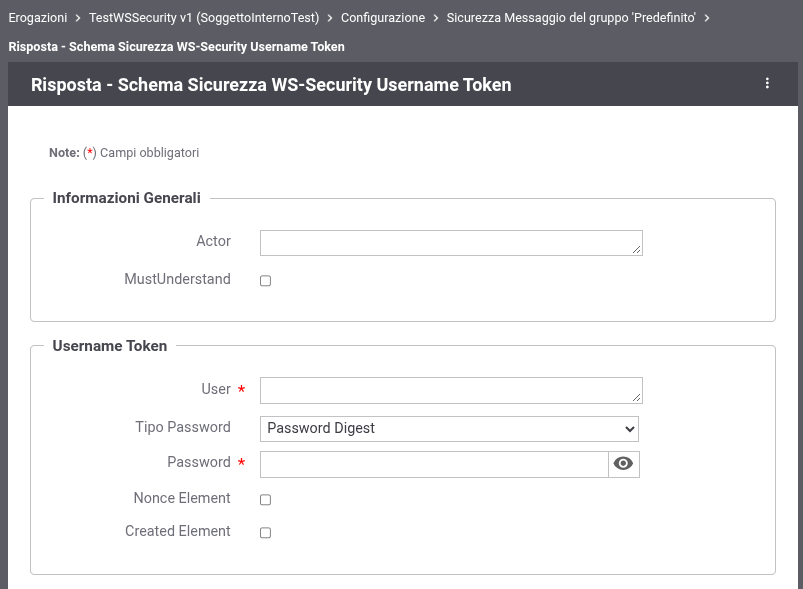 Erogazioni > TestWSSecurity v1 (SoggettoInternoTest) > Configurazione > Sicurezza Messaggio del gruppo 'Predefinito' >
Risposta - Schema Sicurezza WS-Security Username Token
Risposta - Schema Sicurezza WS-Security Username Token
Note: (*) Campi obbligatori
Informazioni Generali
Actor
MustUnderstand
Username Token
User *
Tipo Password Password Digest
Password *
Nonce Element
Created Element